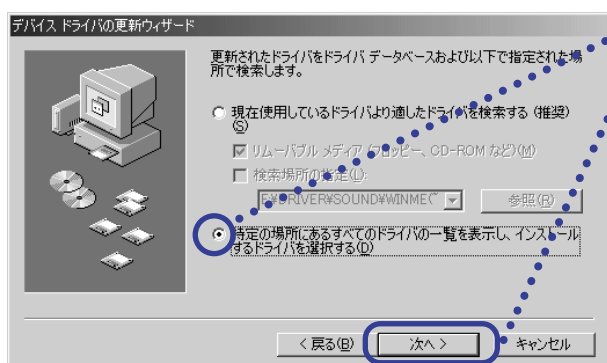 デバイス ドライバの更新ウィザード
更新されたドライバをドライバ データベースおよび以下で指定された場
所で検索します。
現在使用しているドライバより適したドライバを検索する (推奨)
(S)
リムーバブル メディア (フロッピー、CD-ROM など)(M)
検索場所の指定(L):
E:¥DRIVER¥SOUND¥WINME(~
参照(R)
特定の場所にあるすべてのドライバの一覧を表示し、インストール
するドライバを選択する(D)
< 戻る(B)
次へ >
キャンセル